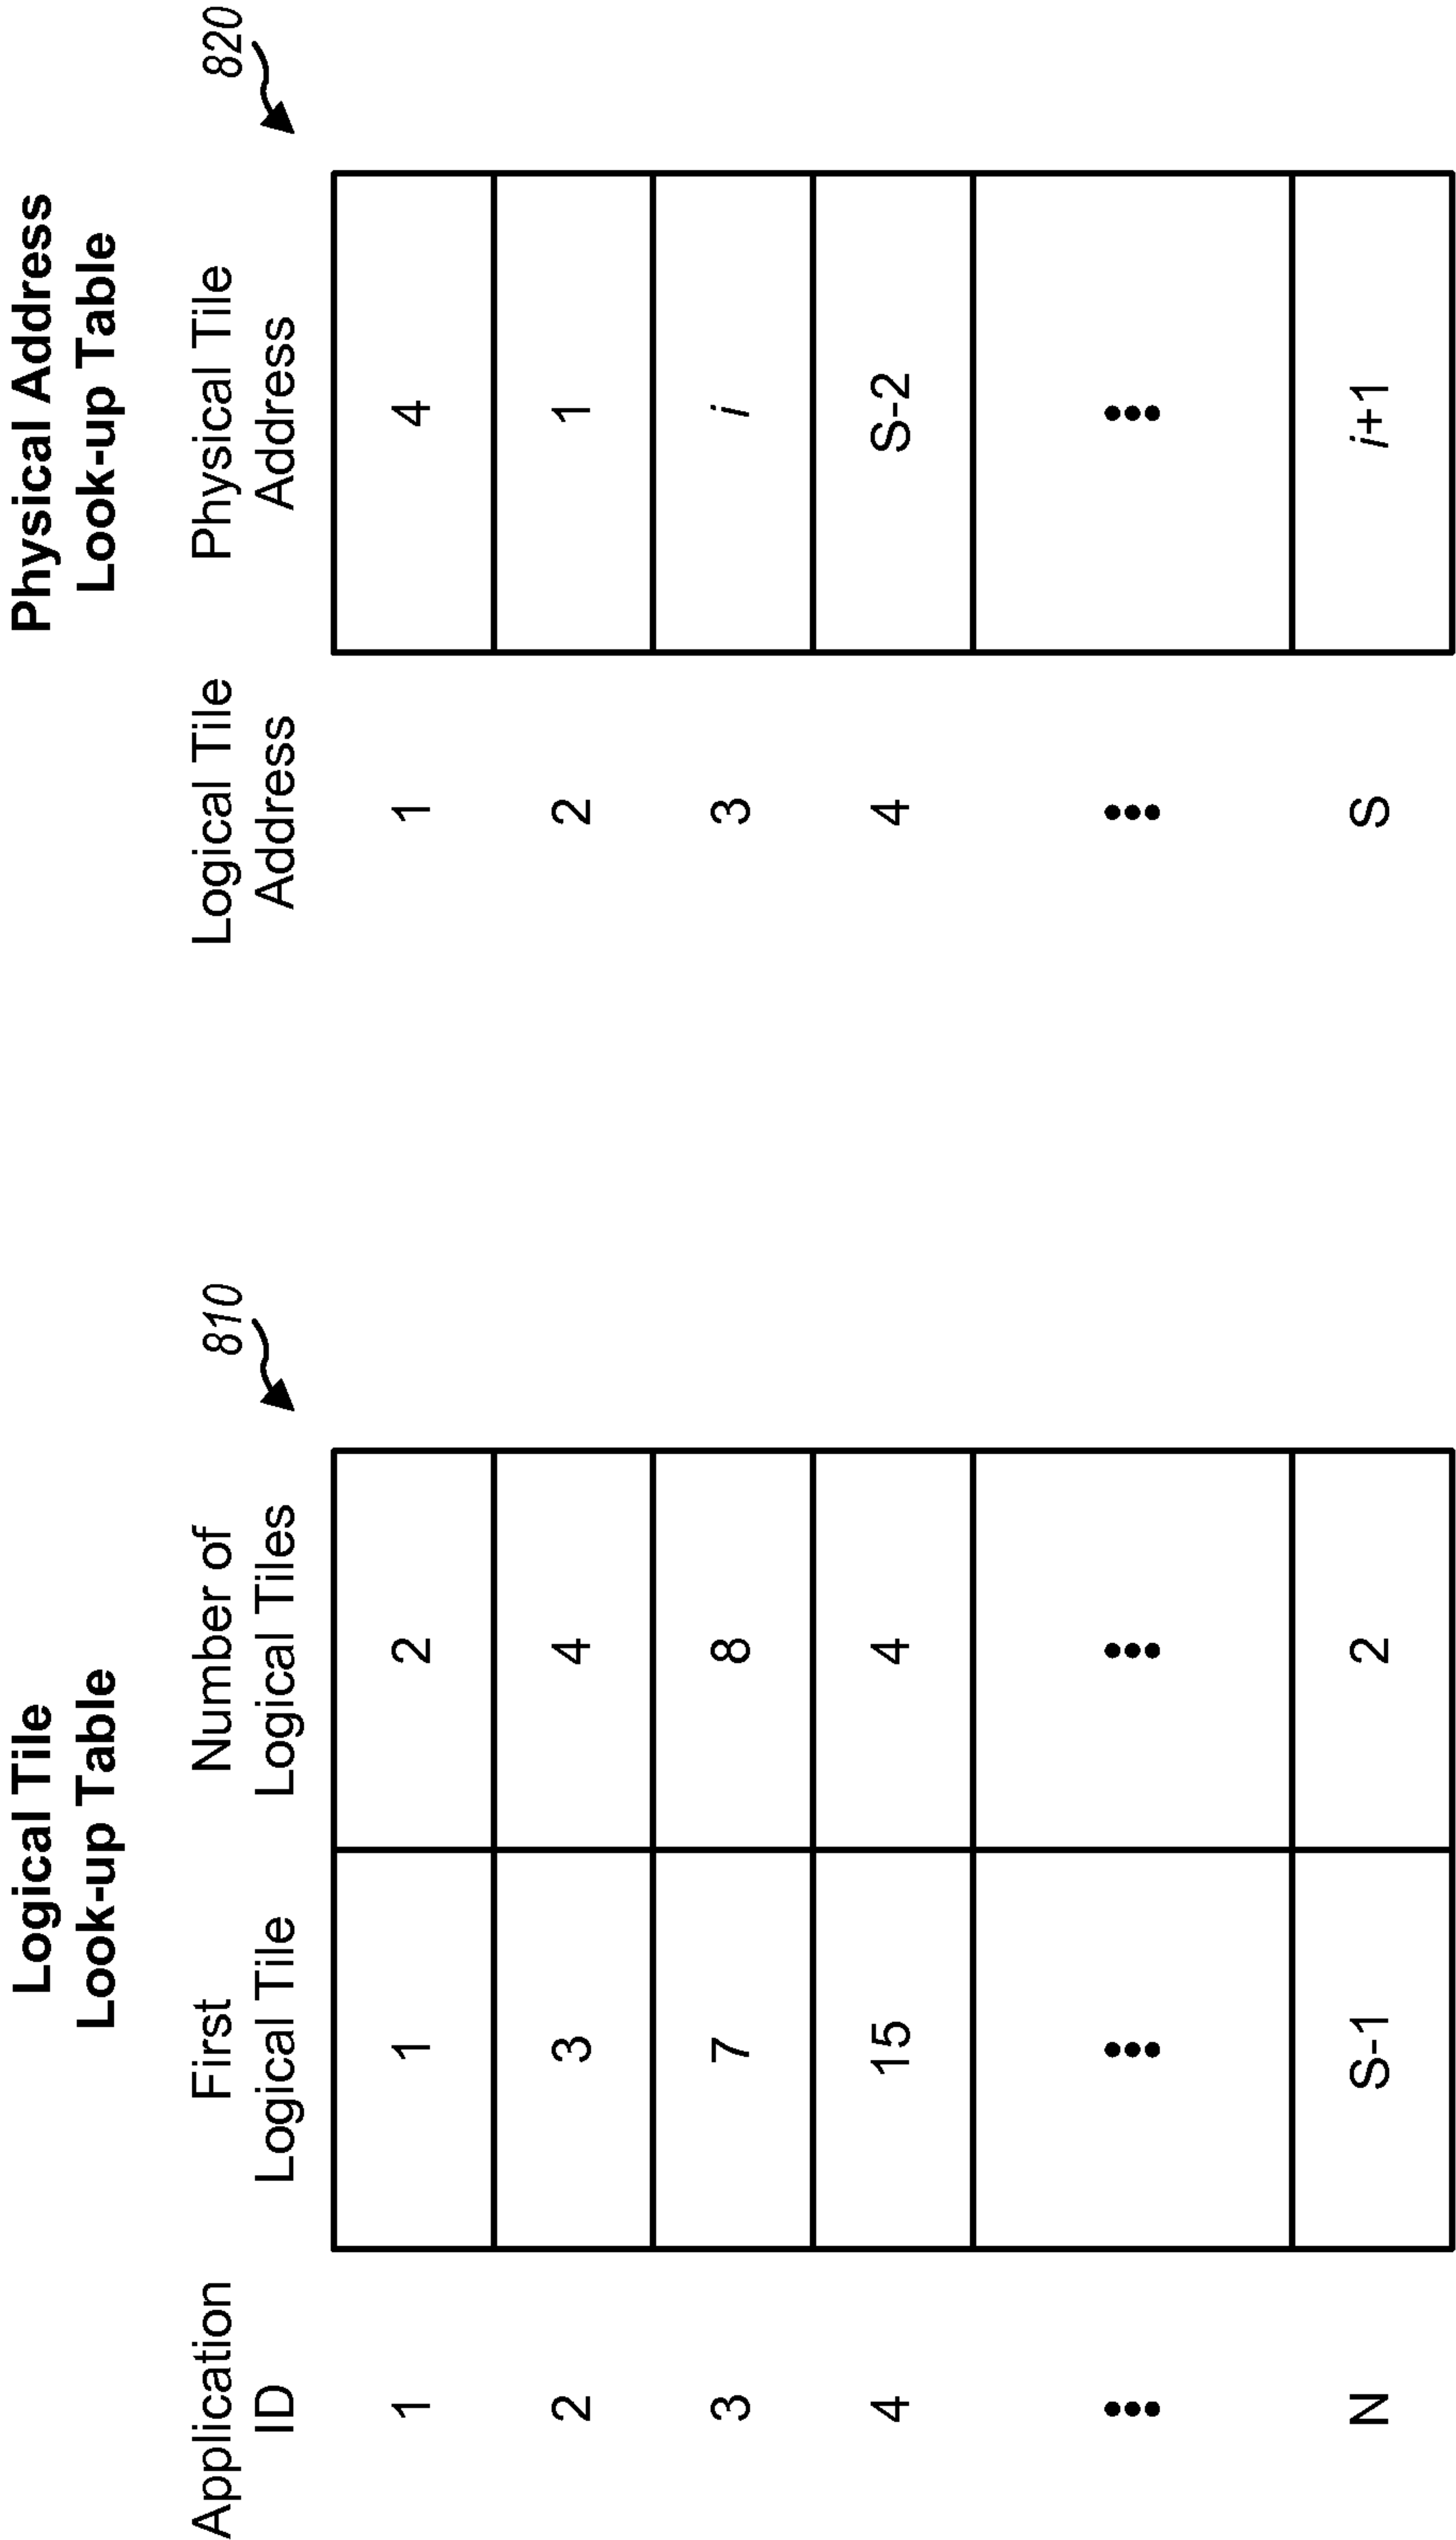 Logical Tile
Look-up Table
810
Application
ID
First
Logical Tile
Number of
Logical Tiles
1 1 2
2 3 4
3 7 8
4 15 4
••• ••• •••
N S-1 2
Physical Address
Look-up Table
820
Logical Tile
Address
Physical Tile
Address
1 4
2 1
3 i
4 S-2
••• •••
S i+1